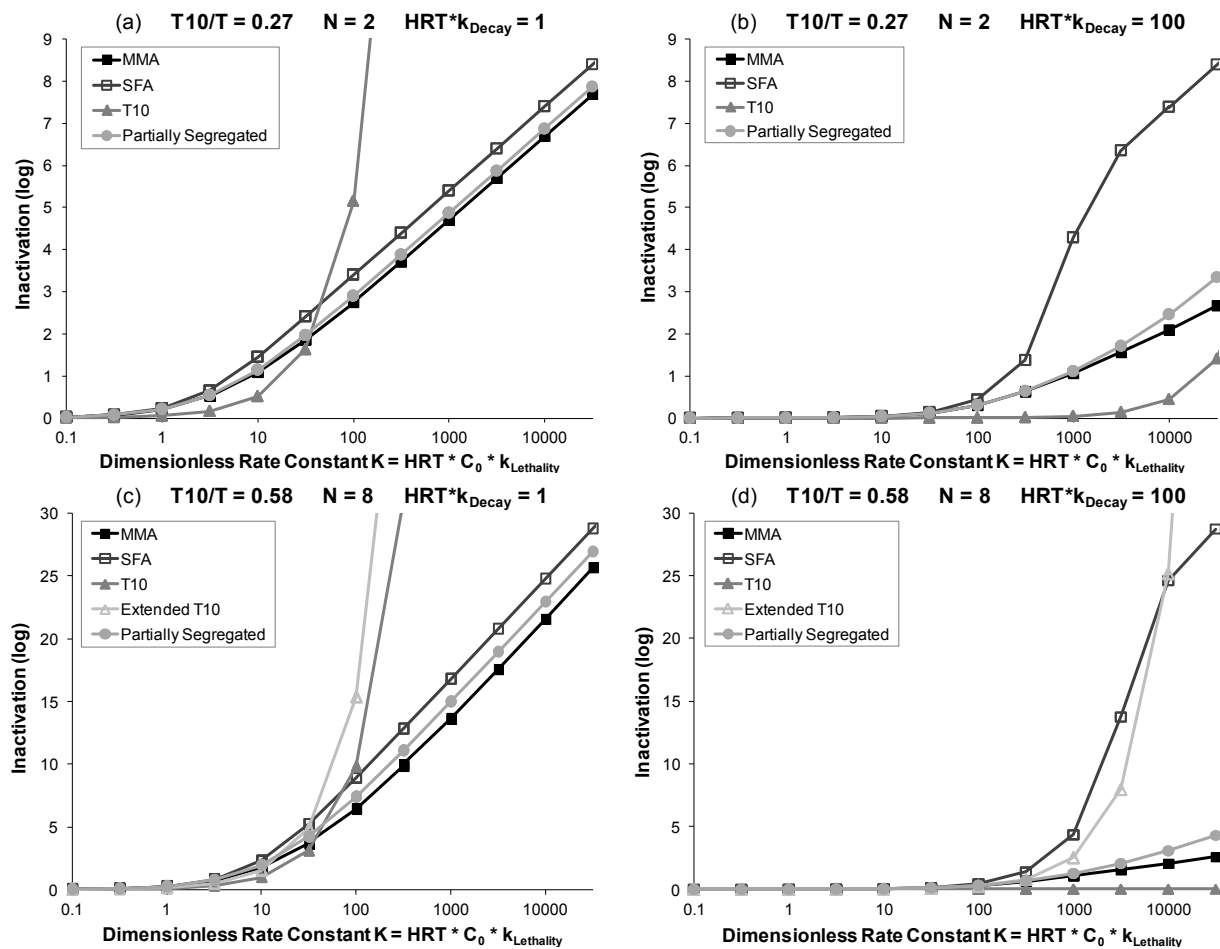 (a) T10/T = 0.27 N = 2 HRT*kDecay = 1
9
8
7
6
5
4
3
2
1
0
Inactivation (log)
MMA
SFA
T10
Partially Segregated
0.1 1 10 100 1000 10000
Dimensionless Rate Constant K = HRT * C0 * kLethality
(b) T10/T = 0.27 N = 2 HRT*kDecay = 100
9
8
7
6
5
4
3
2
1
0
Inactivation (log)
MMA
SFA
T10
Partially Segregated
0.1 1 10 100 1000 10000
Dimensionless Rate Constant K = HRT * C0 * kLethality
(c) T10/T = 0.58 N = 8 HRT*kDecay = 1
30
25
20
15
10
5
0
Inactivation (log)
MMA
SFA
T10
Extended T10
Partially Segregated
0.1 1 10 100 1000 10000
Dimensionless Rate Constant K = HRT * C0 * kLethality
(d) T10/T = 0.58 N = 8 HRT*kDecay = 100
30
25
20
15
10
5
0
Inactivation (log)
MMA
SFA
T10
Extended T10
Partially Segregated
0.1 1 10 100 1000 10000
Dimensionless Rate Constant K = HRT * C0 * kLethality